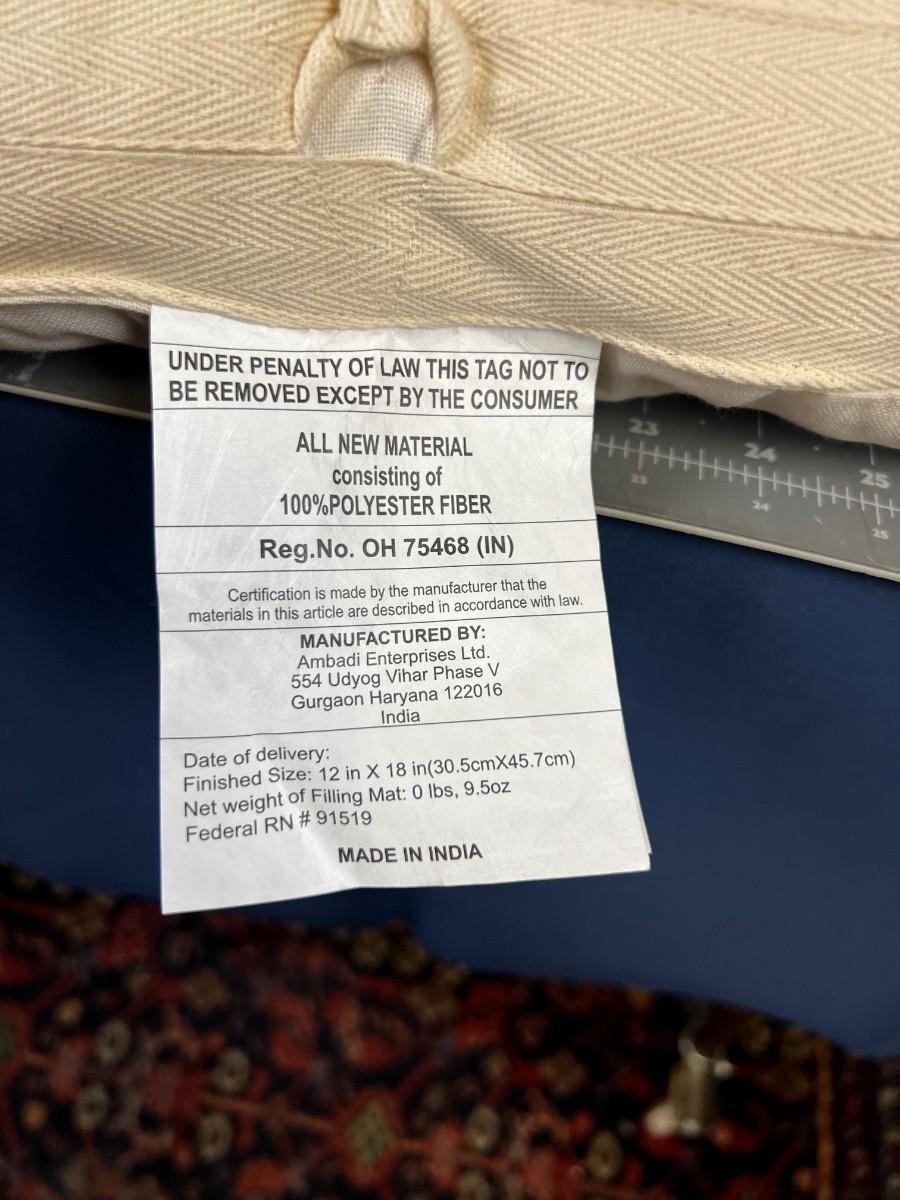 UNDER PENALTY OF LAW THIS TAG NOT TO
BE REMOVED EXCEPT BY THE CONSUMER
ALL NEW MATERIAL
consisting of
100%POLYESTER FIBER
Reg.No. OH 75468 (IN)
Certification is made by the manufacturer that the
materials in this article are described in accordance with law.
MANUFACTURED BY:
Ambadi Enterprises Ltd.
554 Udyog Vihar Phase V
Gurgaon Haryana 122016
India
Date of delivery:
Finished Size: 12 in X 18 in(30.5cmX45.7cm)
Net weight of Filling Mat: 0 lbs, 9.5oz
Federal RN # 91519
MADE IN INDIA
23 24 25
23 24 25